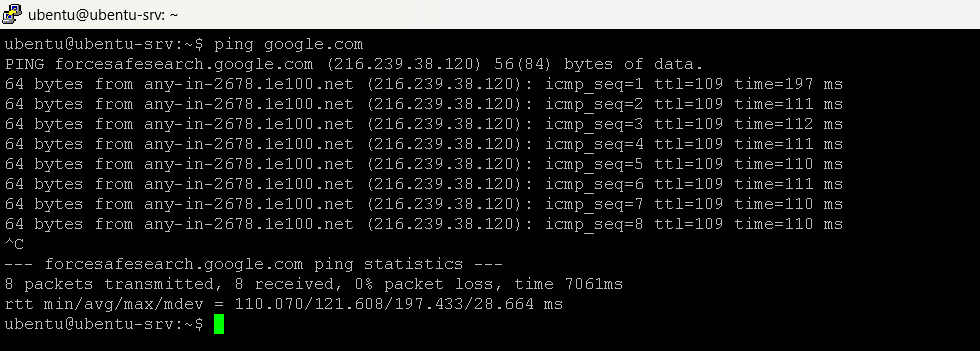 ubentu@ubentu-srv: ~
ubentu@ubentu-srv:~$ ping google.com
PING forcesafesearch.google.com (216.239.38.120) 56(84) bytes of data.
64 bytes from any-in-2678.1e100.net (216.239.38.120): icmp_seq=1 ttl=109 time=197 ms
64 bytes from any-in-2678.1e100.net (216.239.38.120): icmp_seq=2 ttl=109 time=111 ms
64 bytes from any-in-2678.1e100.net (216.239.38.120): icmp_seq=3 ttl=109 time=112 ms
64 bytes from any-in-2678.1e100.net (216.239.38.120): icmp_seq=4 ttl=109 time=111 ms
64 bytes from any-in-2678.1e100.net (216.239.38.120): icmp_seq=5 ttl=109 time=110 ms
64 bytes from any-in-2678.1e100.net (216.239.38.120): icmp_seq=6 ttl=109 time=111 ms
64 bytes from any-in-2678.1e100.net (216.239.38.120): icmp_seq=7 ttl=109 time=110 ms
64 bytes from any-in-2678.1e100.net (216.239.38.120): icmp_seq=8 ttl=109 time=110 ms
^C
--- forcesafesearch.google.com ping statistics ---
8 packets transmitted, 8 received, 0% packet loss, time 7061ms
rtt min/avg/max/mdev = 110.070/121.608/197.433/28.664 ms
ubentu@ubentu-srv:~$